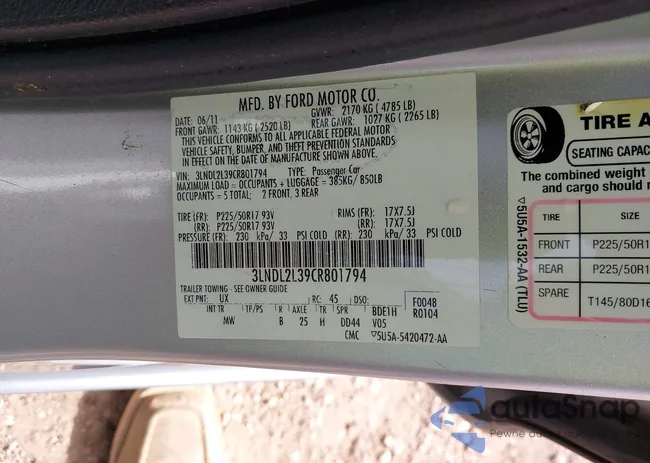 MFD. BY FORD MOTOR CO.
DATE: 06/11 GVWR: 2170 KG ( 4785 LB)
FRONT GAWR: 1143 KG ( 2520 LB) REAR GAWR: 1027 KG ( 2265 LB)
THIS VEHICLE CONFORMS TO ALL APPLICABLE FEDERAL MOTOR
VEHICLE SAFETY, BUMPER, AND THEFT PREVENTION STANDARDS
IN EFFECT ON THE DATE OF MANUFACTURE SHOWN ABOVE.
VIN: 3LNDL2L39CR801794 TYPE: Passenger Car
MAXIMUM LOAD = OCCUPANTS + LUGGAGE = 385KG/ 850LB
OCCUPANTS = 5 TOTAL: 2 FRONT, 3 REAR
TIRE (FR): P225/50R17 93V RIMS (FR): 17X7.5J
(RR): P225/50R17 93V (RR): 17X7.5J
PRESSURE (FR): 230 kPa/ 33 PSI COLD (RR): 230 kPa/ 33 PSI COLD
3LNDL2L39CR801794
TRAILER TOWING - SEE OWNER GUIDE
EXT PNT: UX RC: 45 DSO: F0048
R0104
INT TR TP/PS R AXLE TR SPR BDE1H
MW B 25 H DD44 V05
CMC ▽5U5A-5420472-AA
TIRE A
SEATING CAPAC
The combined weight
and cargo should
TIRE SIZE
FRONT P225/50R1
REAR P225/50R1
SPARE T145/80D16
▽5U5A-1532-AA (TLU)
autaSnap
Pewne auto